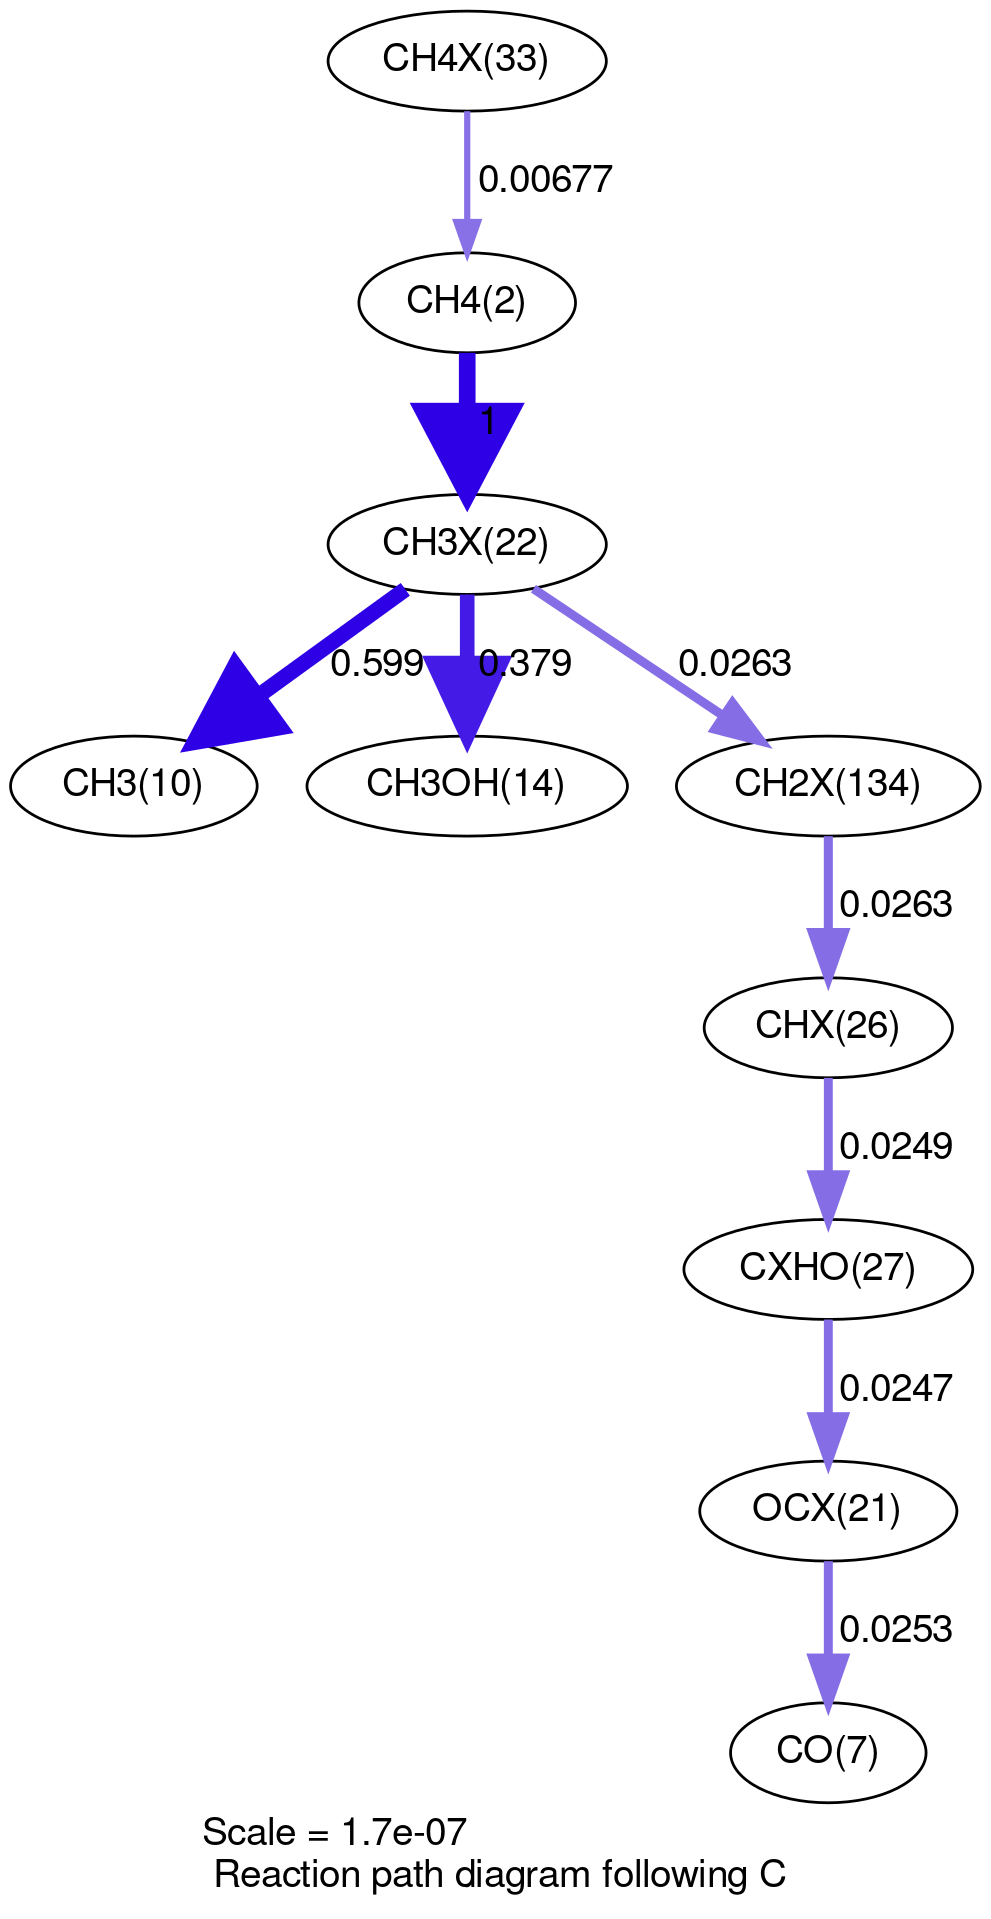 CH4X(33)
0.00677
CH4(2)
1
CH3X(22)
0.599
0.379
0.0263
CH3(10)
CH3OH(14)
CH2X(134)
0.0263
CHX(26)
0.0249
CXHO(27)
0.0247
OCX(21)
0.0253
CO(7)
Scale = 1.7e-07
Reaction path diagram following C